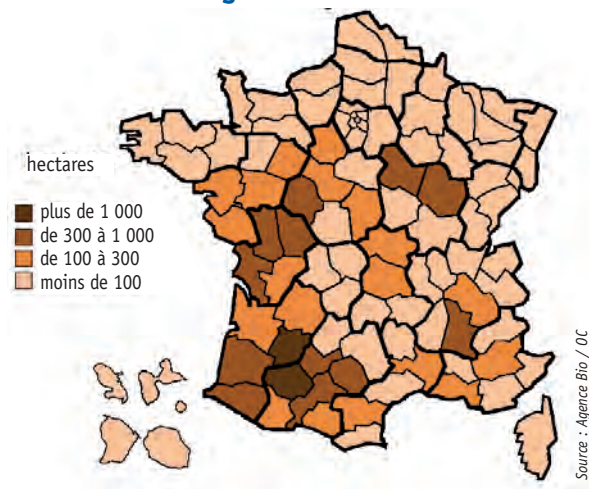 hectares
plus de 1 000
de 300 à 1 000
de 100 à 300
moins de 100
Source : Agence Bio / OC